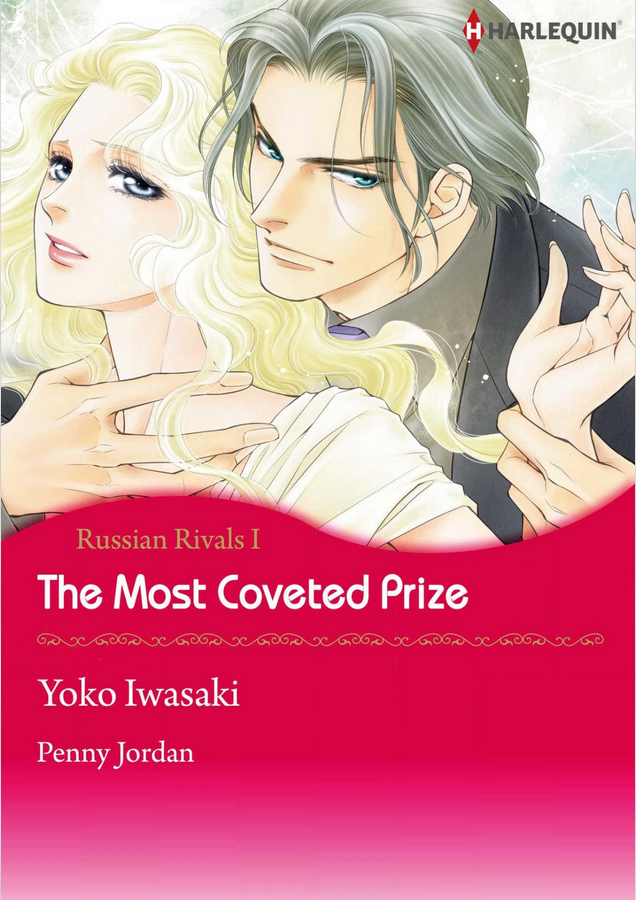 H HARLEQUIN®
Russian Rivals I
The Most Coveted Prize
Yoko Iwasaki
Penny Jordan